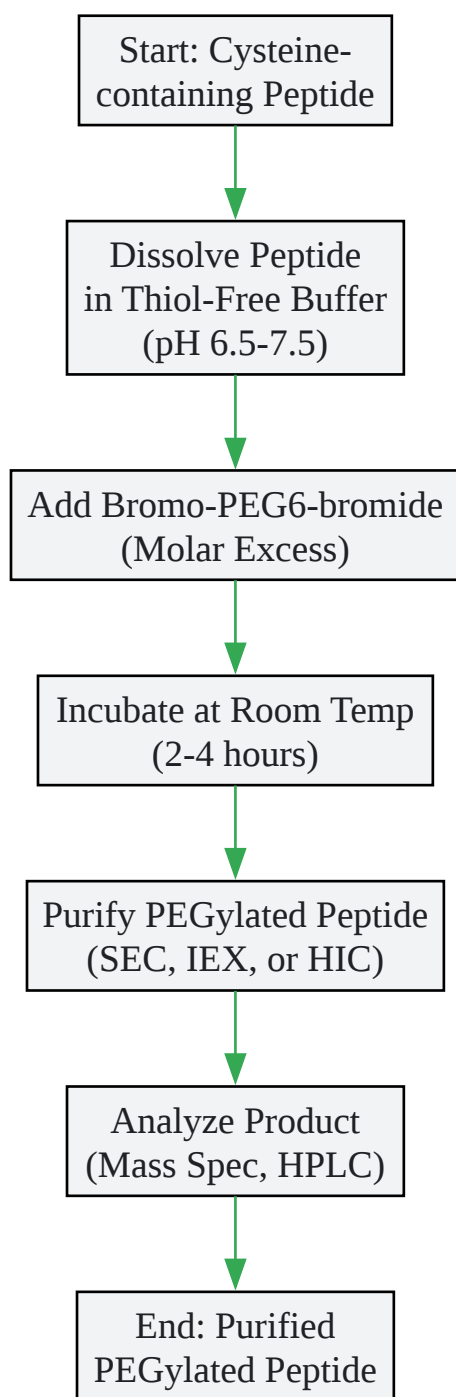 Start: Cysteine-
containing Peptide
Dissolve Peptide
in Thiol-Free Buffer
(pH 6.5-7.5)
Add Bromo-PEG6-bromide
(Molar Excess)
Incubate at Room Temp
(2-4 hours)
Purify PEGylated Peptide
(SEC, IEX, or HIC)
Analyze Product
(Mass Spec, HPLC)
End: Purified
PEGylated Peptide